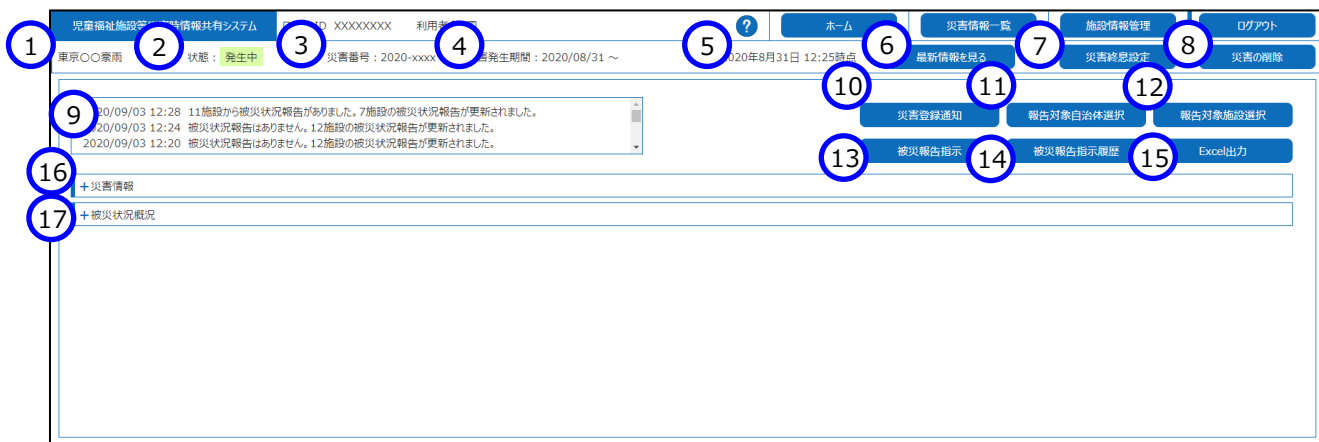 児童福祉施設等 時情報共有システム ID XXXXXXXX 利用者 ? ホーム 災害情報一覧 施設情報管理 ログアウト
1 東京〇〇豪雨 2 状態： 発生中 3 災害番号：2020-xxxx 4 害発生期間：2020/08/31 ～ 5 2020年8月31日 12:25時点 6 最新情報を見る 7 災害終息設定 8 災害の削除
9 20/09/03 12:28 11施設から被災状況報告がありました。7施設の被災状況報告が更新されました。
2020/09/03 12:24 被災状況報告はありません。12施設の被災状況報告が更新されました。
2020/09/03 12:20 被災状況報告はありません。12施設の被災状況報告が更新されました。
10 災害登録通知 11 報告対象自治体選択 12 報告対象施設選択
13 被災報告指示 14 被災報告指示履歴 15 Excel出力
16 +災害情報
17 +被災状況概況